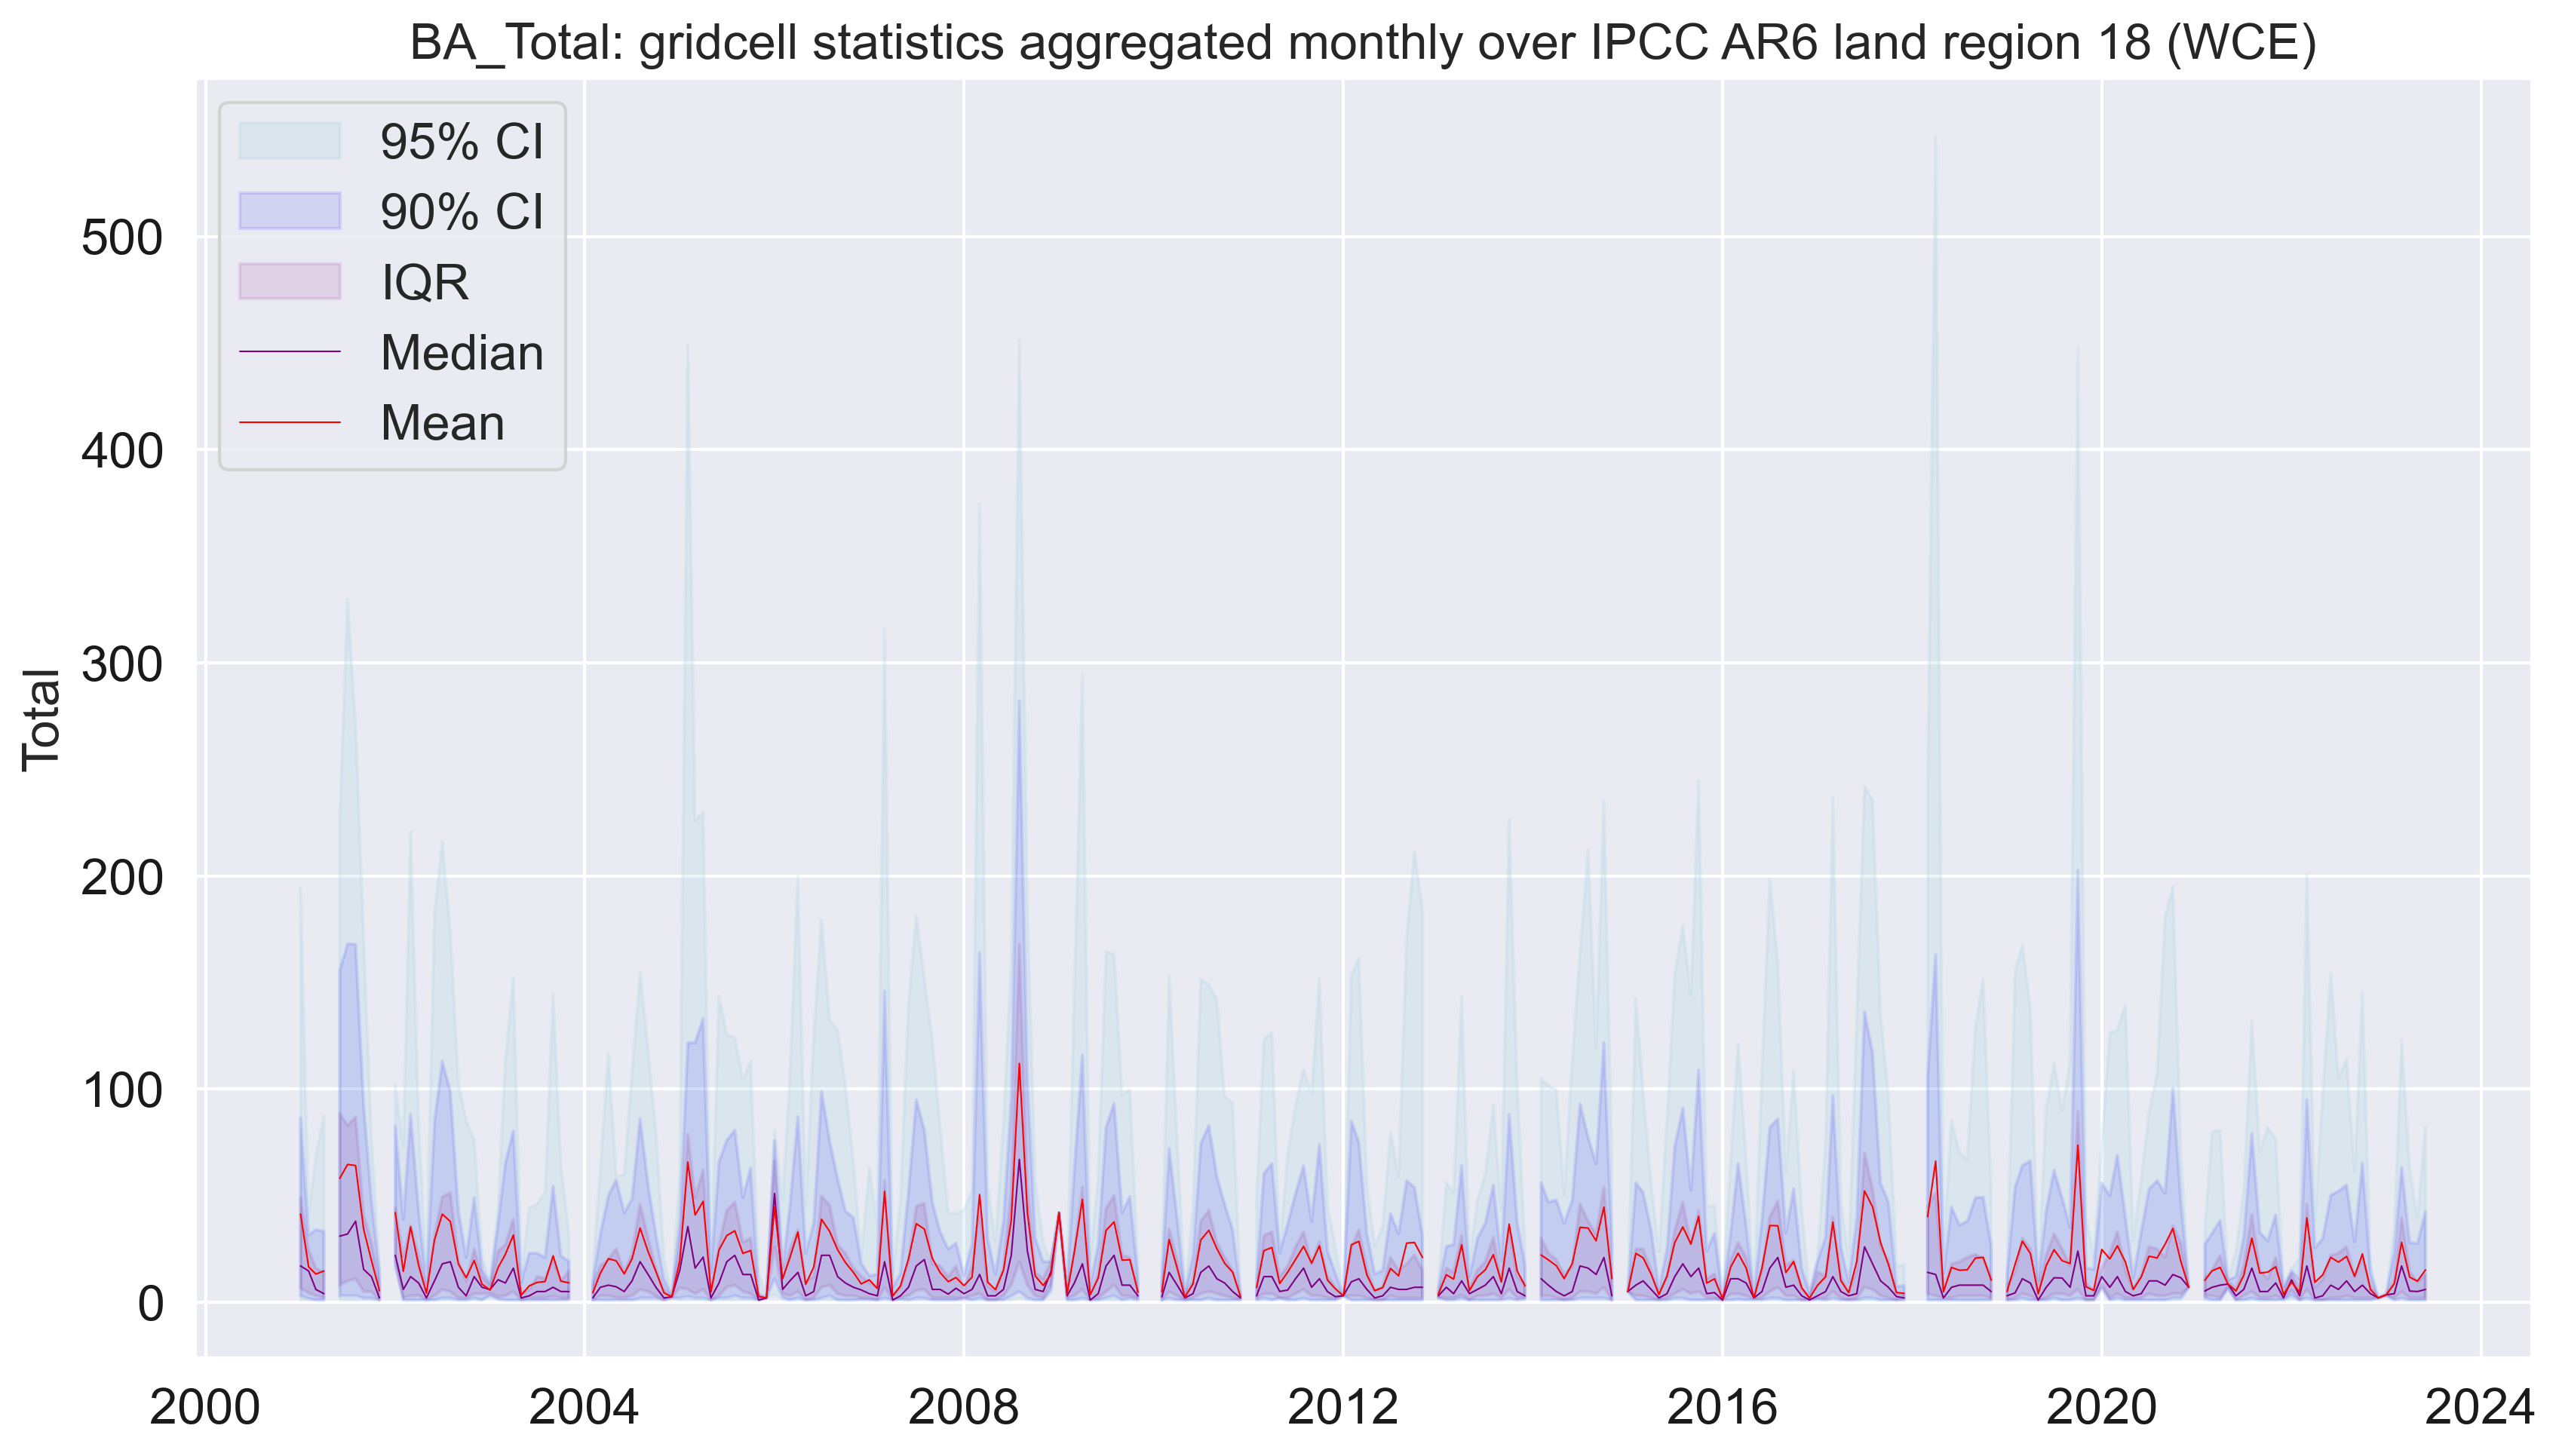 BA_Total: gridcell statistics aggregated monthly over IPCC AR6 land region 18 (WCE)
95% CI
90% CI
IQR
Median
Mean
Total
500
400
300
200
100
0
2000 2004 2008 2012 2016 2020 2024